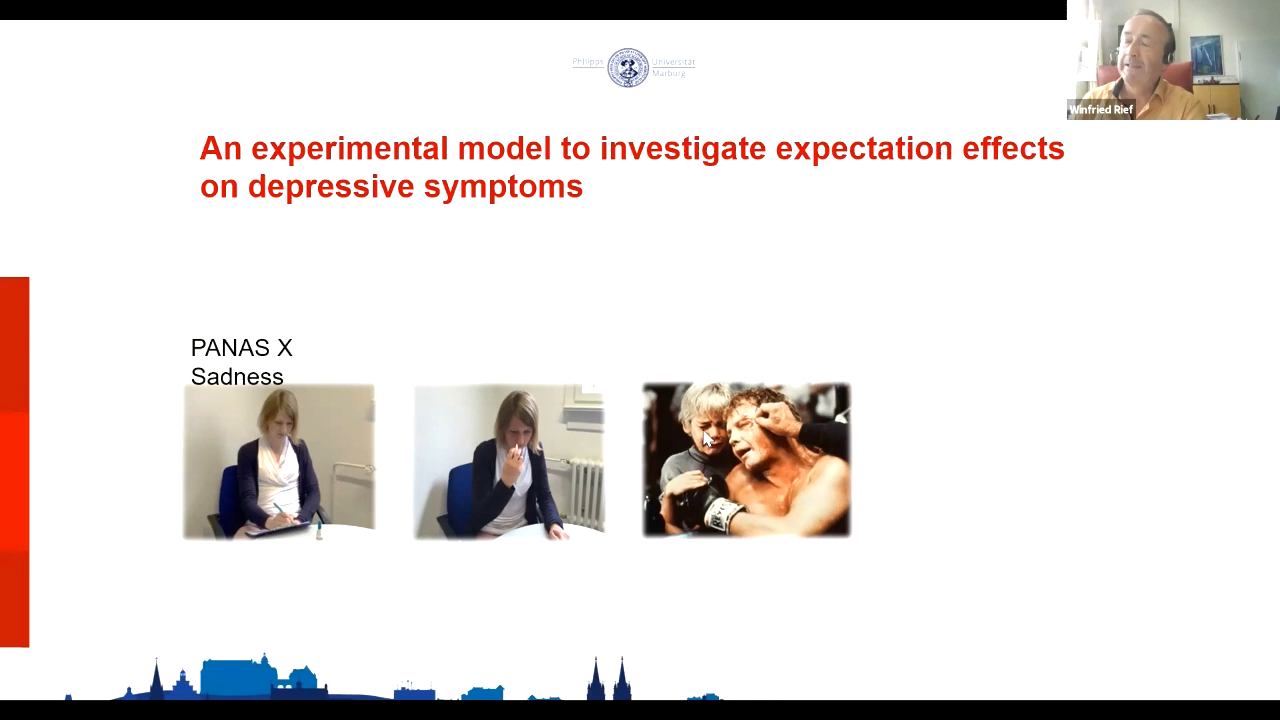 Philipps Universität
Marburg
Winfried Rief
An experimental model to investigate expectation effects
on depressive symptoms
PANAS X
Sadness